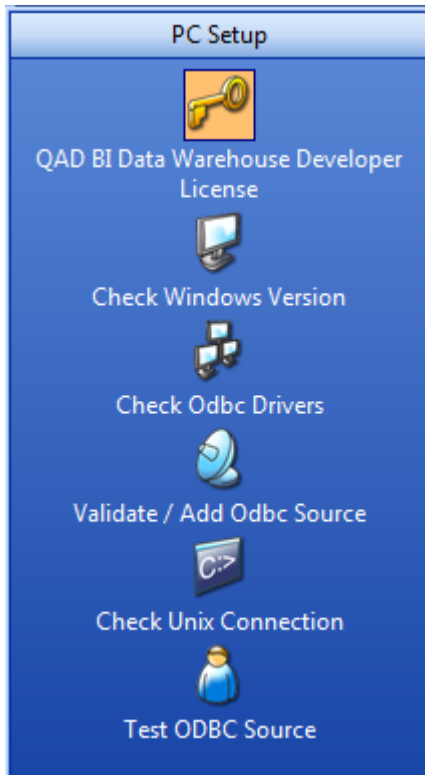 PC Setup
QAD BI Data Warehouse Developer
License
Check Windows Version
Check Odbc Drivers
Validate / Add Odbc Source
C:>
Check Unix Connection
Test ODBC Source